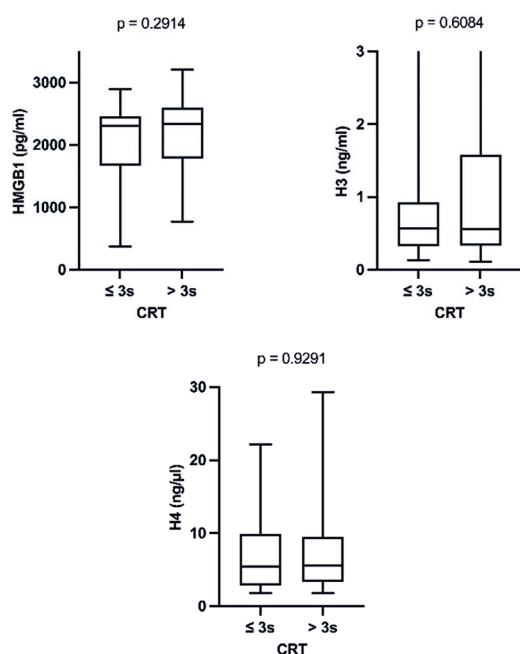 p = 0.2914
HMGB1 (pg/ml)
3000
2000
1000
0
≤ 3s > 3s
CRT
p = 0.6084
H3 (ng/ml)
3
2
1
0
≤ 3s > 3s
CRT
p = 0.9291
H4 (ng/µl)
30
20
10
0
≤ 3s > 3s
CRT